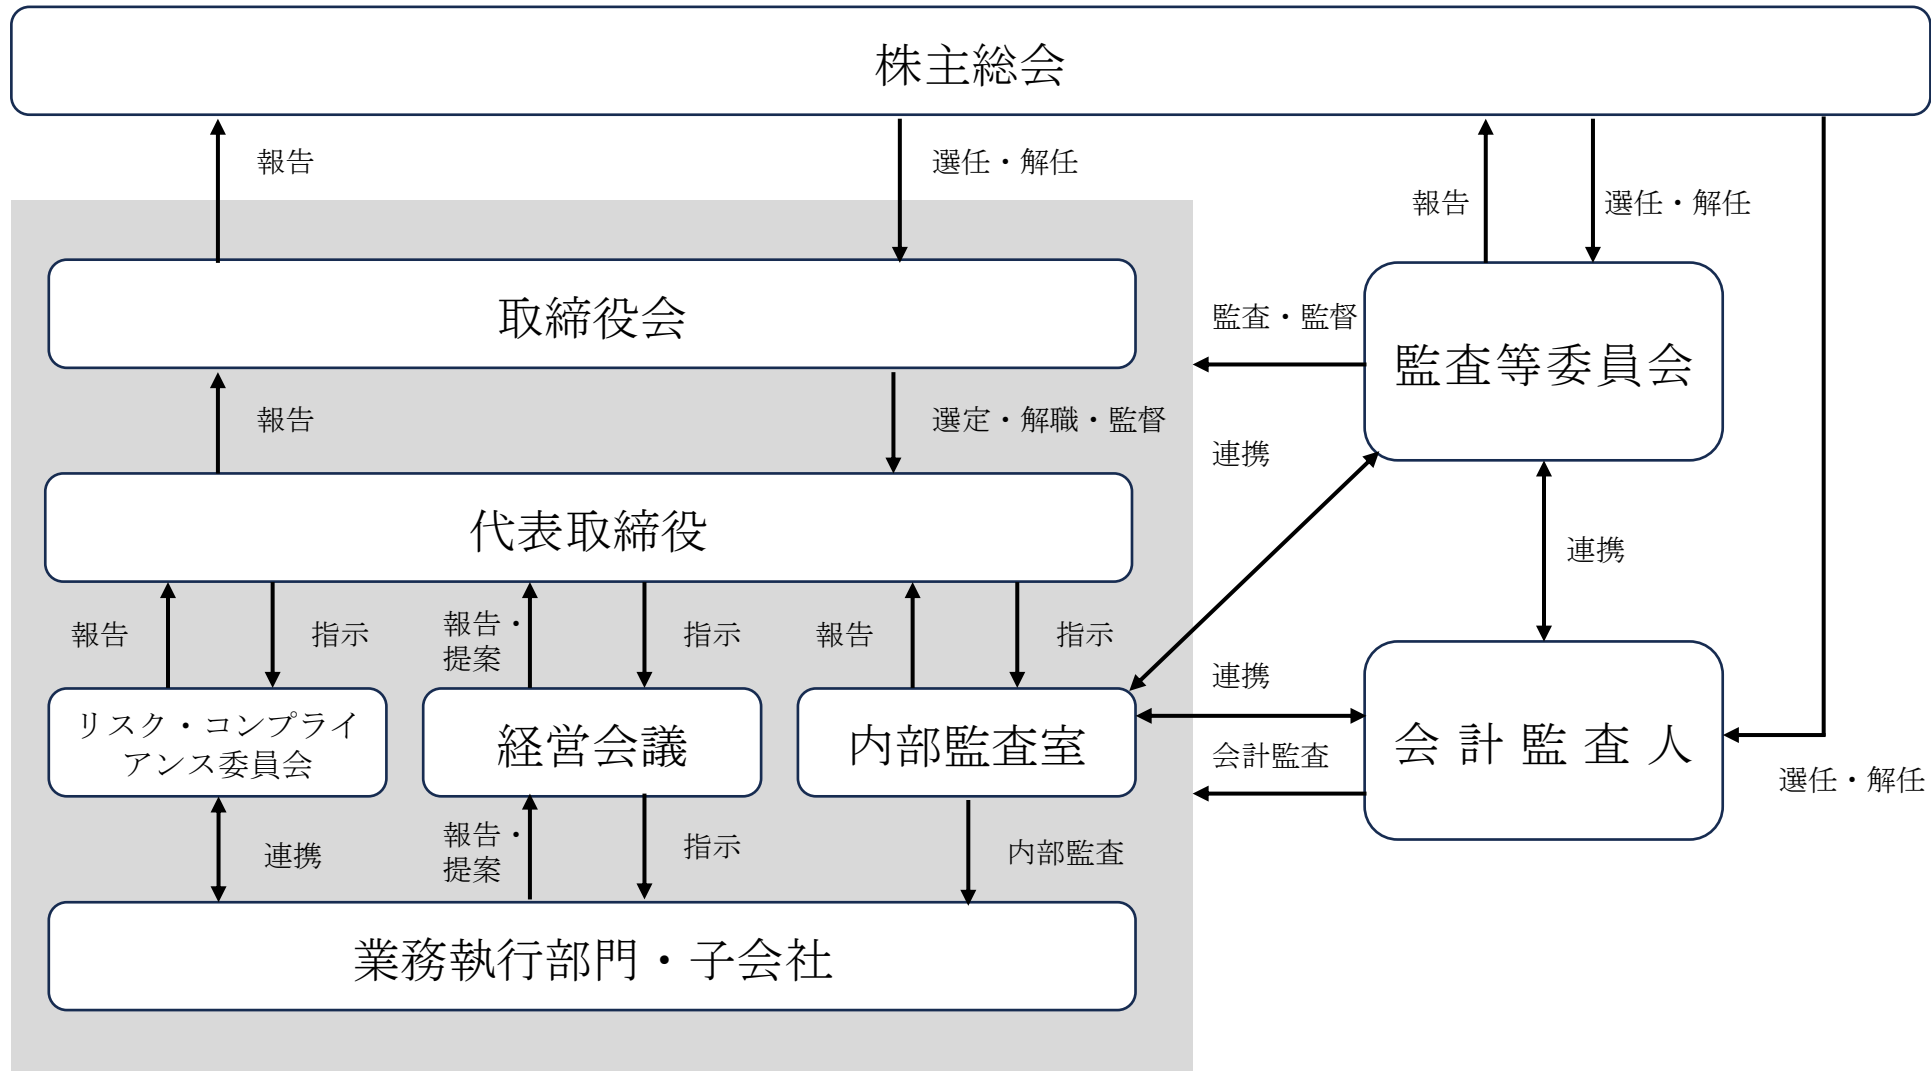 株主総会
報告
選任・解任
報告
選任・解任
取締役会
監査・監督
監査等委員会
報告
選定・解職・監督
連携
代表取締役
連携
報告
指示
報告・
提案
指示
報告
指示
連携
リスク・コンプライ
アンス委員会
経営会議
内部監査室
会計監査
会計監査人
選任・解任
連携
報告・
提案
指示
内部監査
業務執行部門・子会社